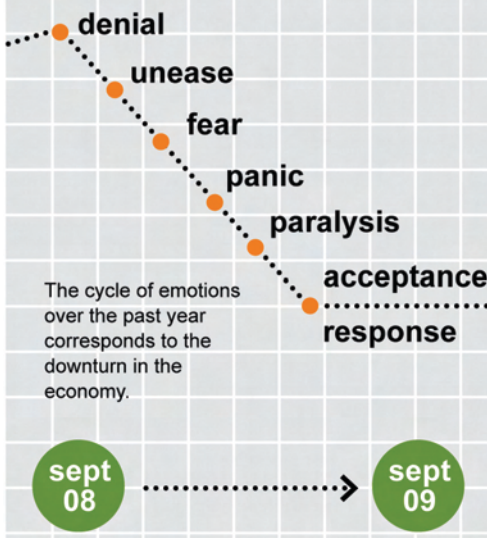 denial
unease
fear
panic
paralysis
acceptance
response
The cycle of emotions
over the past year
corresponds to the
downturn in the
economy.
sept
08
sept
09